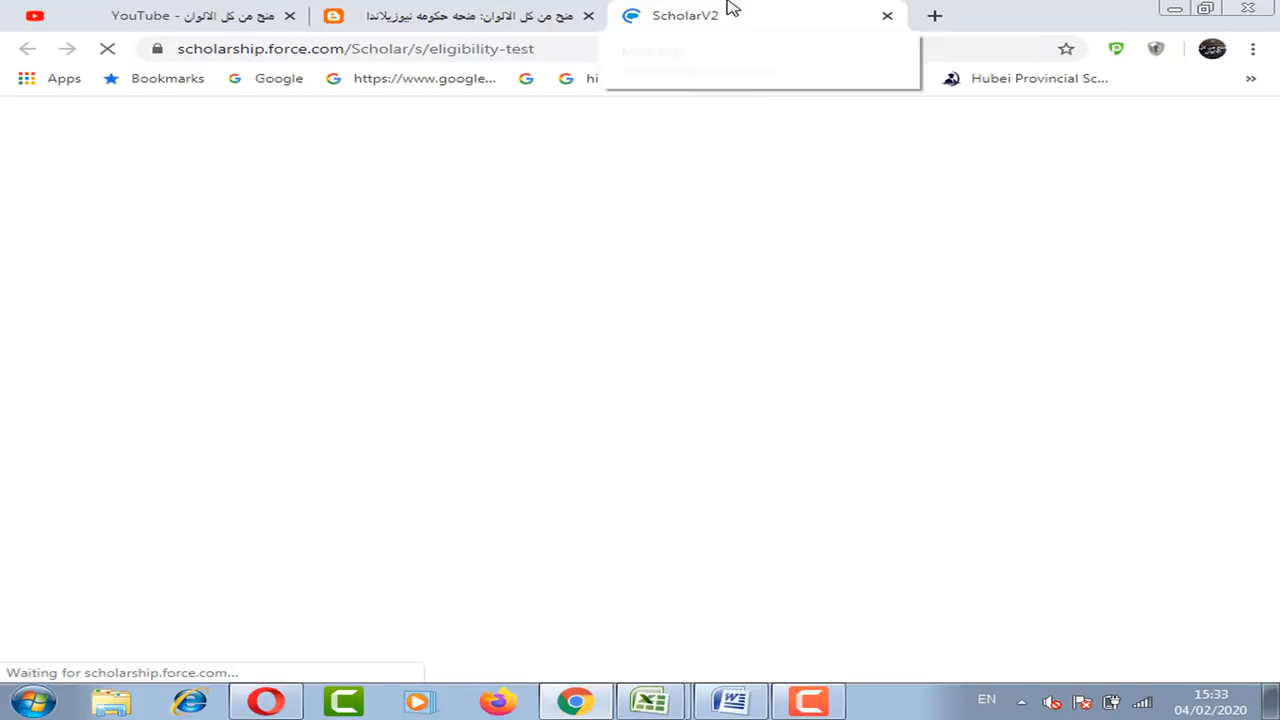 منح من كل الالوان - YouTube
منح من كل الالوان: منحه حكومه نيوزيلاندا
ScholarV2
scholarship.force.com/Scholar/s/eligibility-test
Apps
Bookmarks
Google
https://www.google...
hi
Hubei Provincial Sc...
»
Waiting for scholarship.force.com...
EN
15:33
04/02/2020